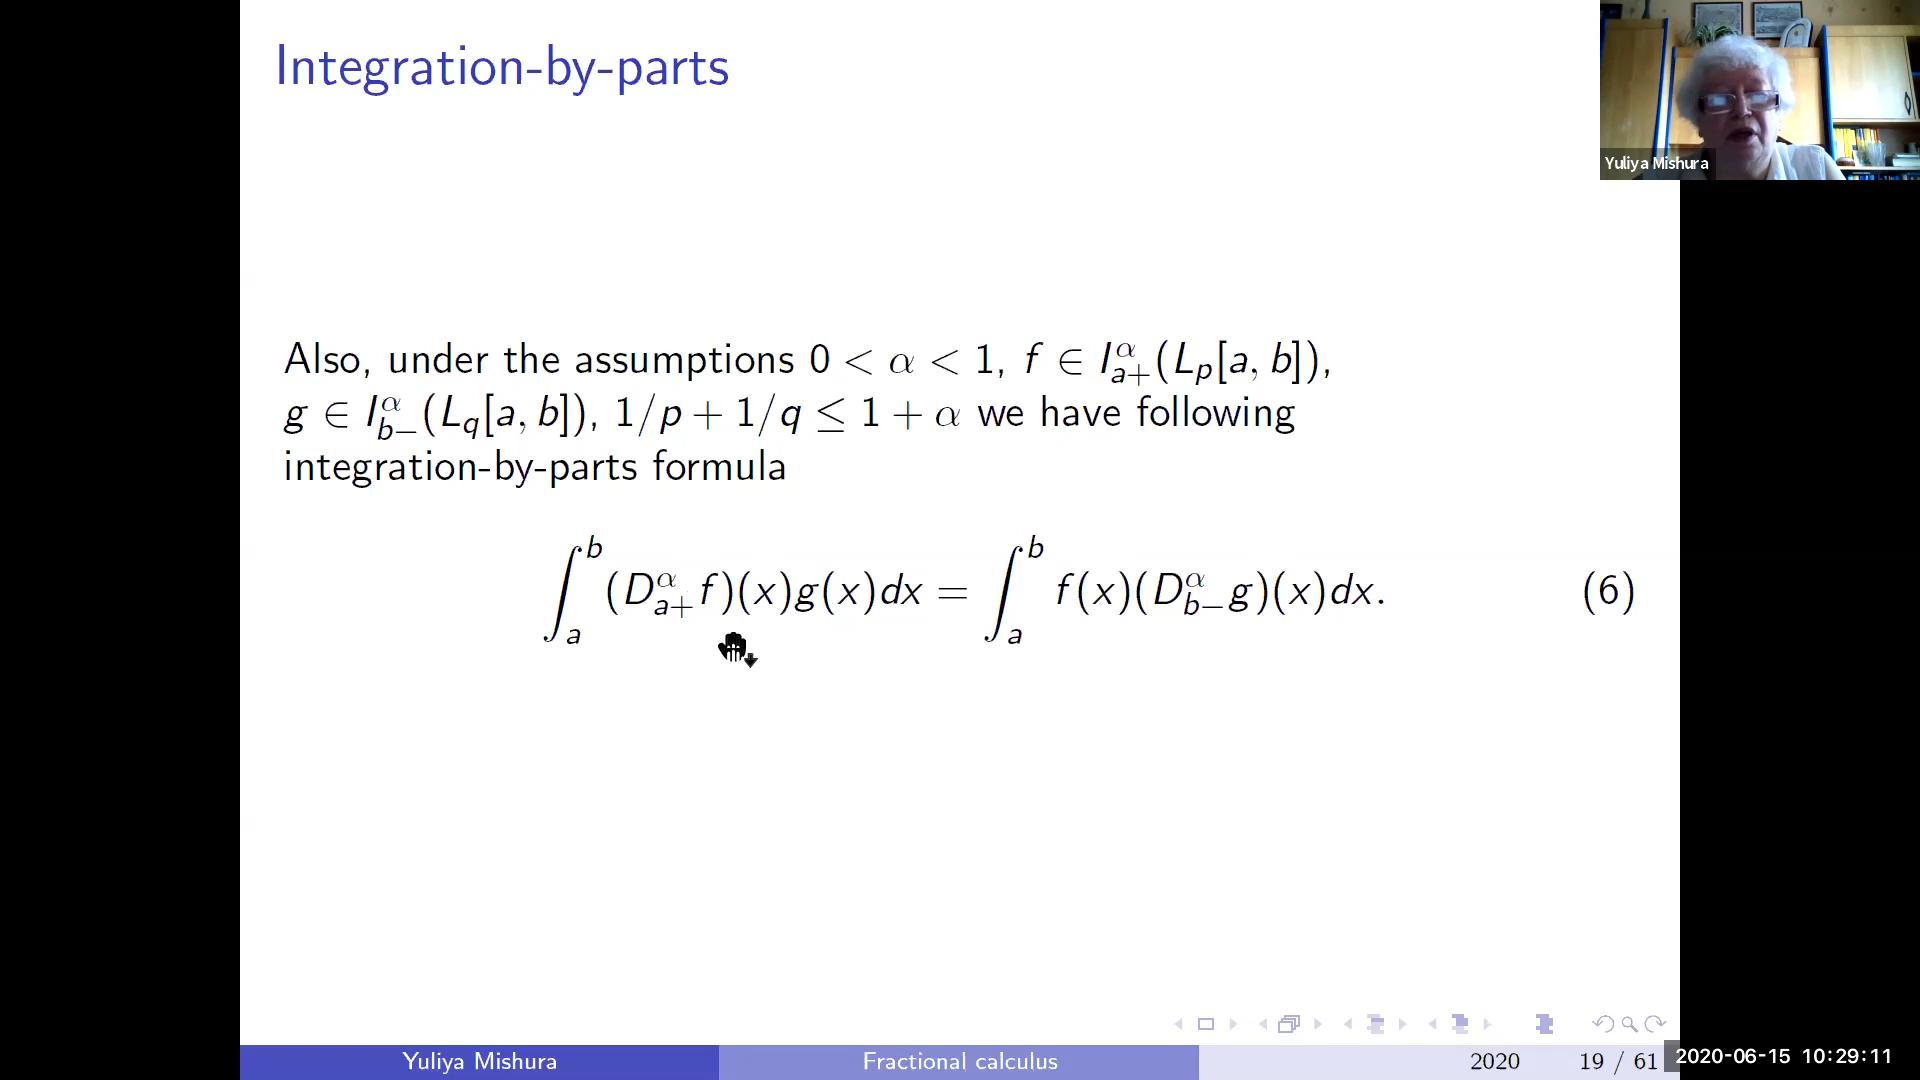 Integration-by-parts
Yuliya Mishura
Also, under the assumptions 0 < α < 1, f ∈ I^α_{a+}(L_p[a, b]),
g ∈ I^α_{b−}(L_q[a, b]), 1/p + 1/q ≤ 1 + α we have following
integration-by-parts formula
∫_a^b (D^α_{a+} f)(x)g(x)dx = ∫_a^b f(x)(D^α_{b−} g)(x)dx. (6)
Yuliya Mishura Fractional calculus 2020 19 / 61
2020-06-15 10:29:11